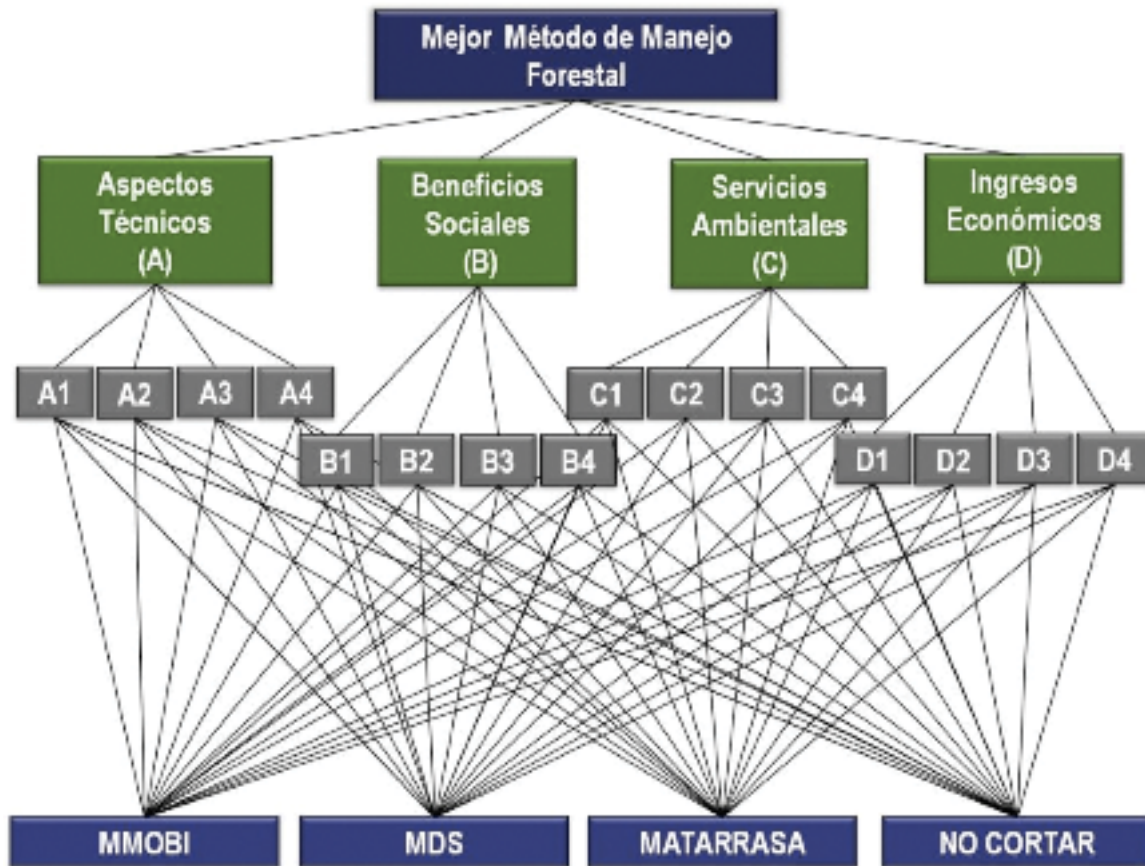 Mejor Método de Manejo
Forestal
Aspectos
Técnicos
(A)
Beneficios
Sociales
(B)
Servicios
Ambientales
(C)
Ingresos
Económicos
(D)
A1
A2
A3
A4
B1
B2
B3
B4
C1
C2
C3
C4
D1
D2
D3
D4
MMOBI
MDS
MATARRASA
NO CORTAR